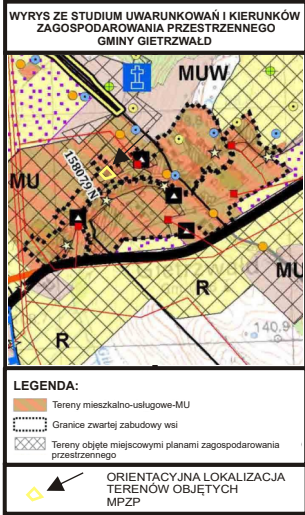 WYRYS ZE STUDIUM UWARUNKOWAŃ I KIERUNKÓW
ZAGOSPODAROWANIA PRZESTRZENNEGO
GMINY GIETRZWAŁD
MUW
158079 N
MU
MU
R
R
140,9
LEGENDA:
Tereny mieszkalno-usługowe-MU
Granice zwartej zabudowy wsi
Tereny objęte miejscowymi planami zagospodarowania
przestrzennego
ORIENTACYJNA LOKALIZACJA
TERENÓW OBJĘTYCH
MPZP